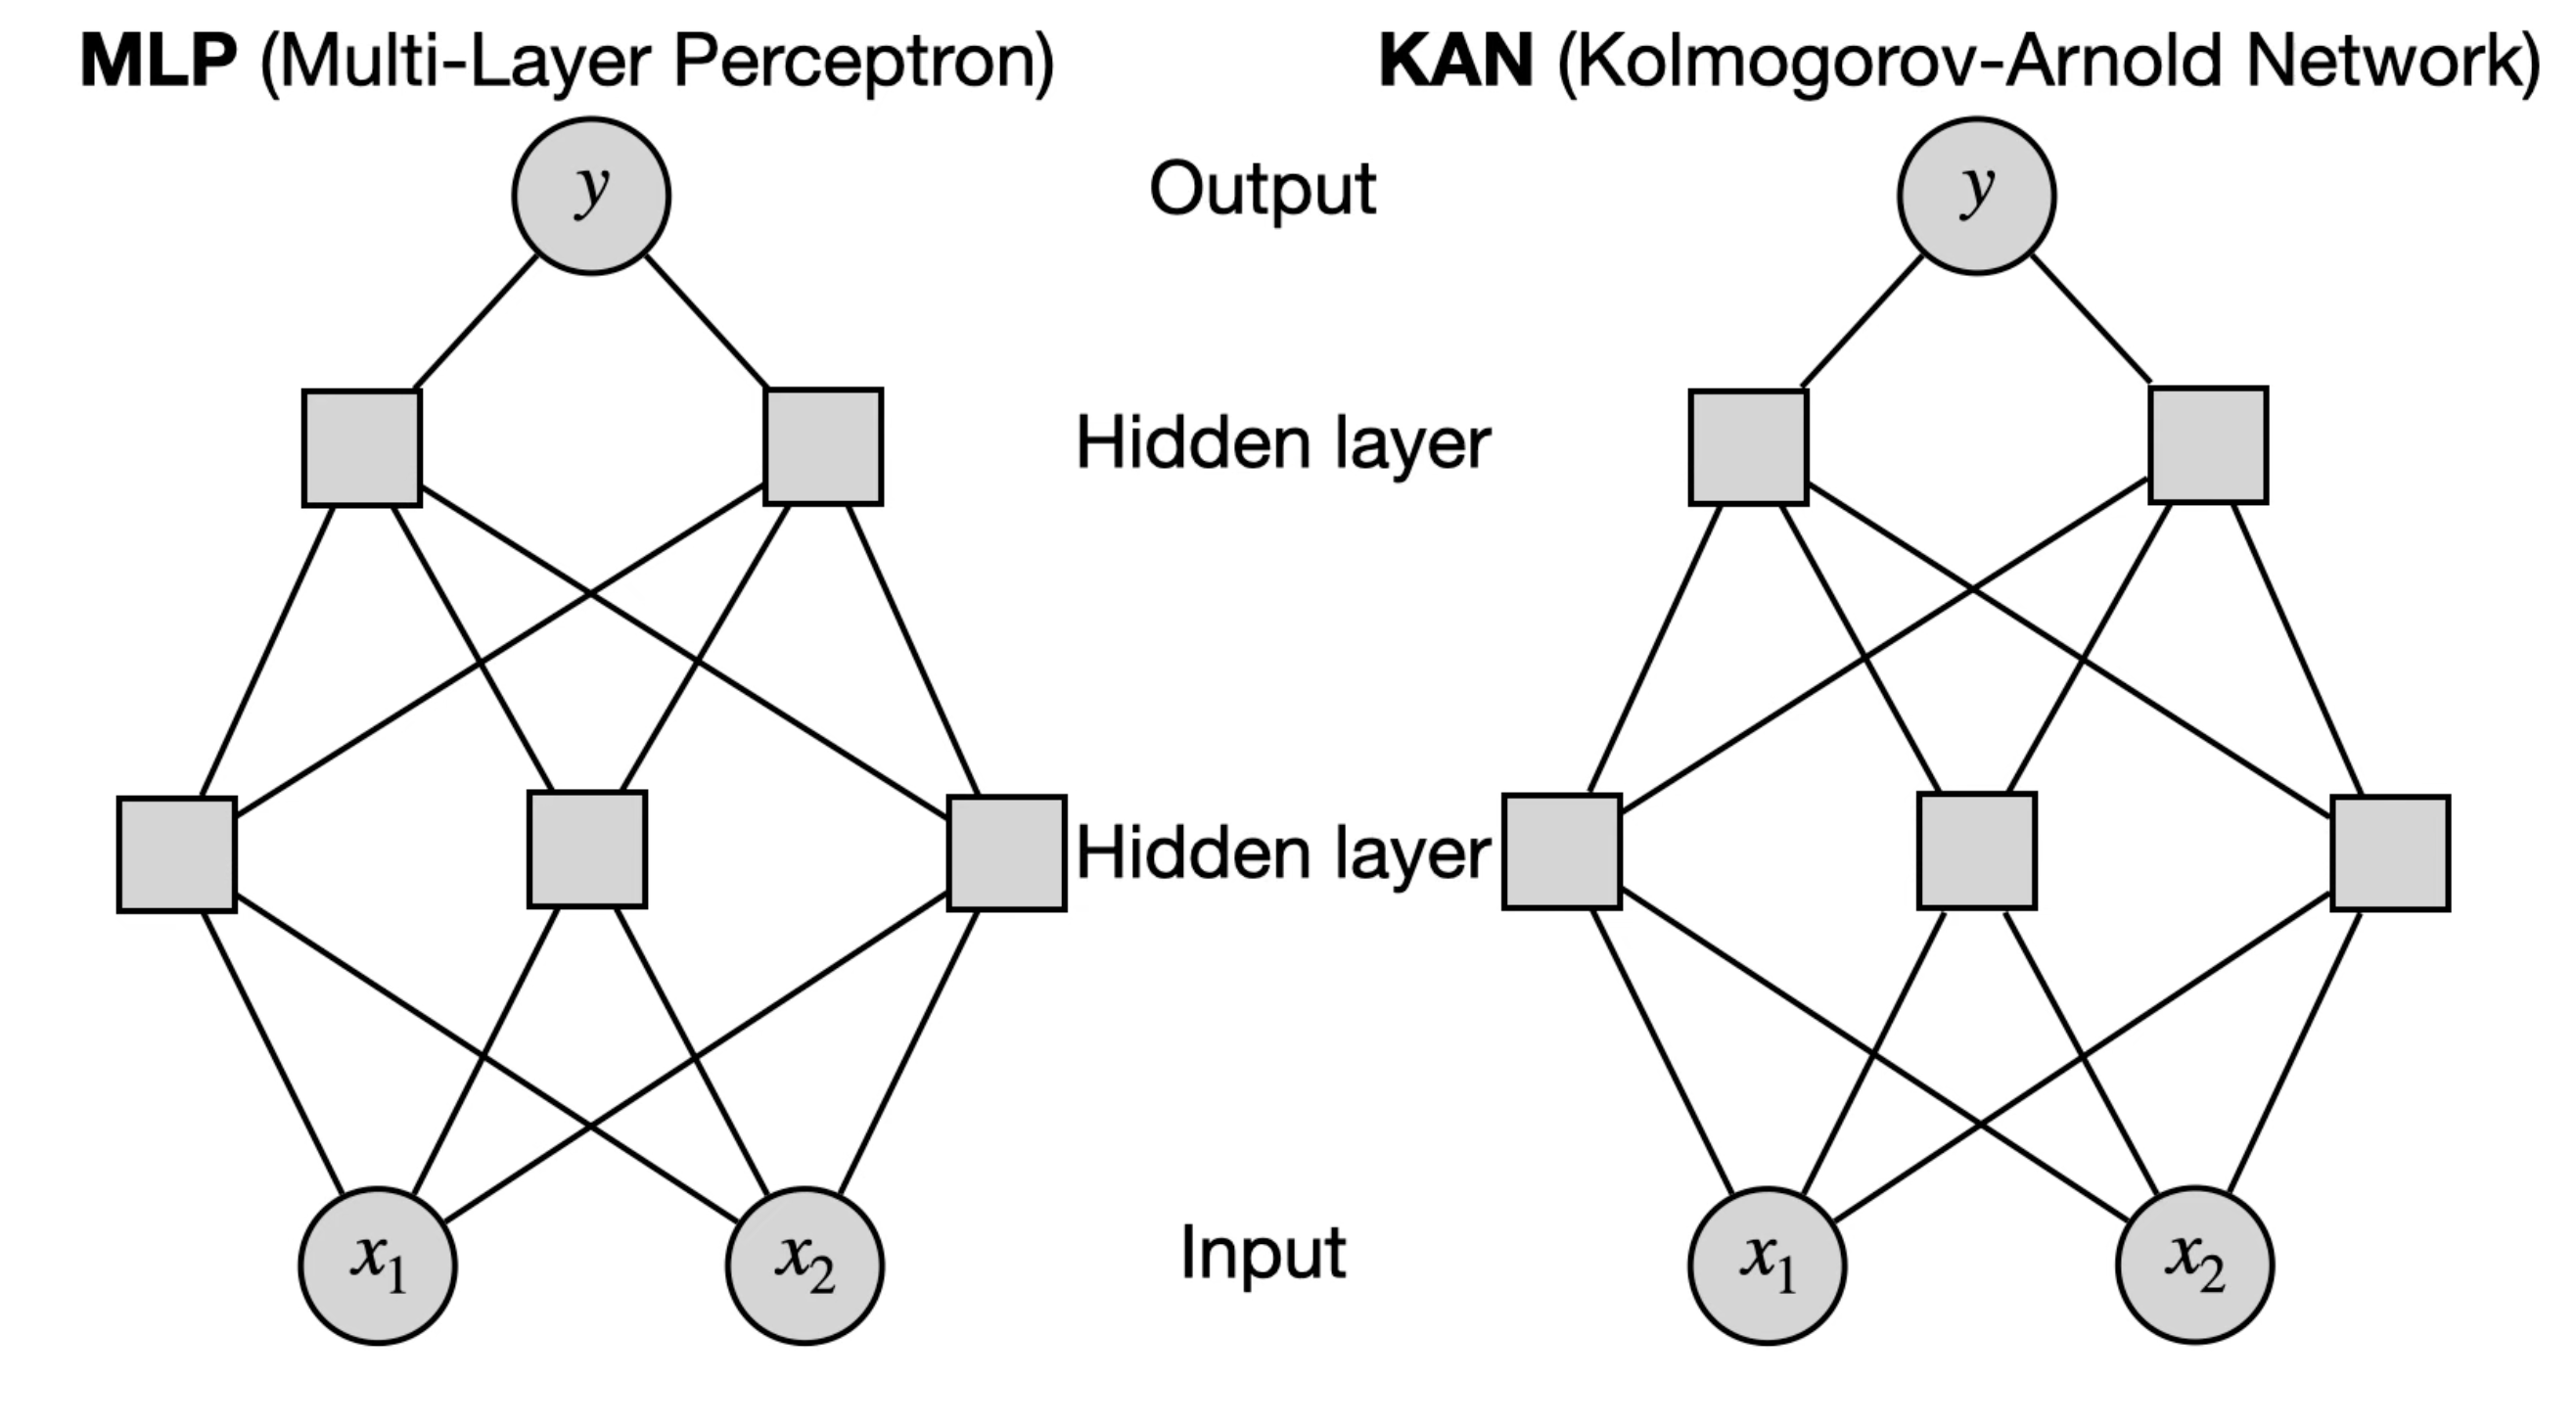 MLP (Multi-Layer Perceptron)
KAN (Kolmogorov-Arnold Network)
y
Output
y
Hidden layer
Hidden layer
x1
x2
Input
x1
x2